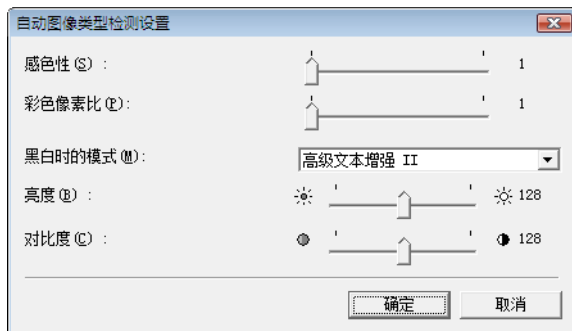 自动图像类型检测设置
感色性(S) : 1
彩色像素比(P): 1
黑白时的模式(M): 高级文本增强 II
亮度(B) : 128
对比度(C) : 128
确定 取消